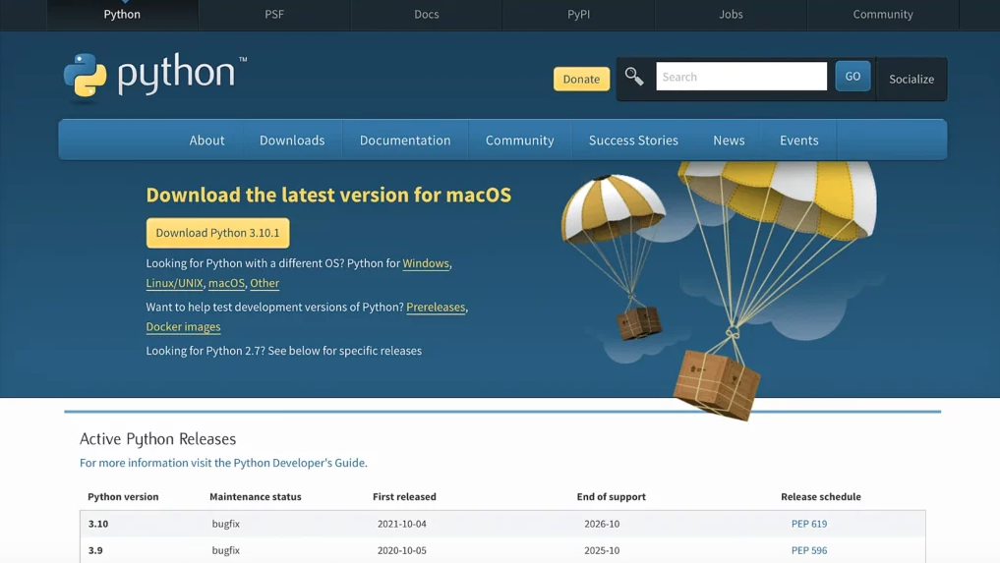 Python PSF Docs PyPI Jobs Community
python™
Donate Search GO Socialize
About Downloads Documentation Community Success Stories News Events
Download the latest version for macOS
Download Python 3.10.1
Looking for Python with a different OS? Python for Windows,
Linux/UNIX, macOS, Other
Want to help test development versions of Python? Prereleases,
Docker images
Looking for Python 2.7? See below for specific releases
Active Python Releases
For more information visit the Python Developer's Guide.
Python version Maintenance status First released End of support Release schedule
3.10 bugfix 2021-10-04 2026-10 PEP 619
3.9 bugfix 2020-10-05 2025-10 PEP 596